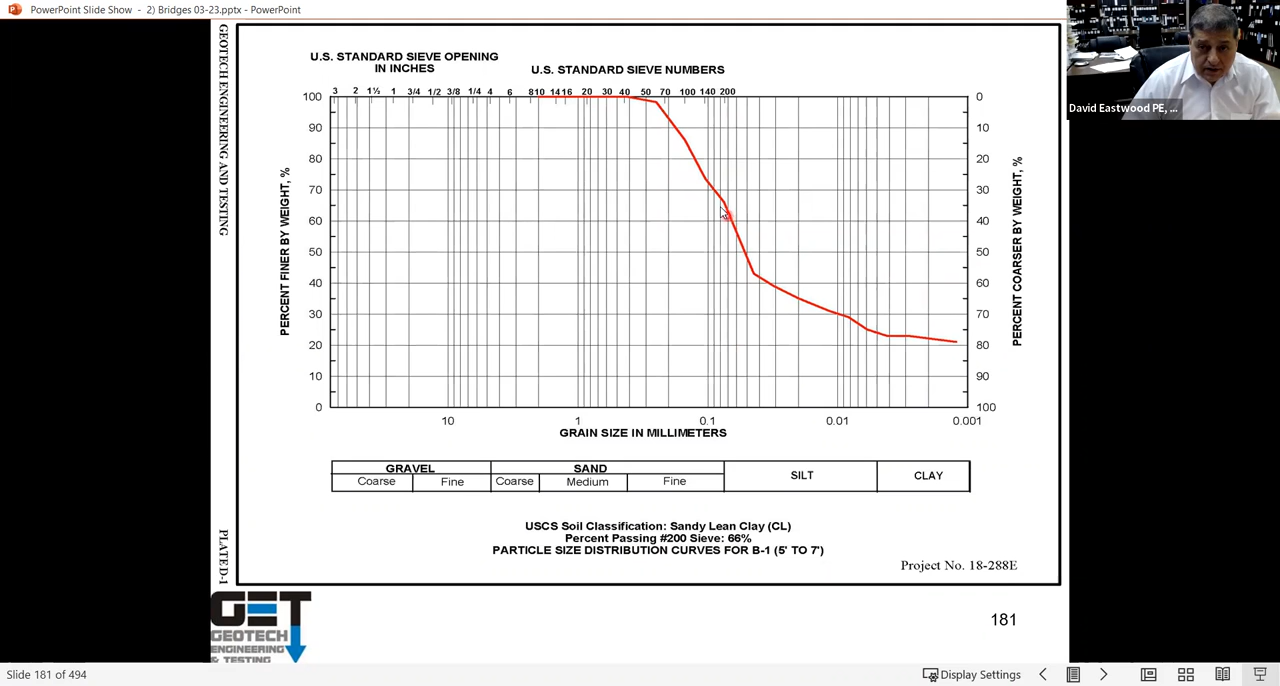 PowerPoint Slide Show - 2) Bridges 03-23.pptx - PowerPoint
David Eastwood PE, ...
GEOTECH ENGINEERING AND TESTING
PLATE D-1
U.S. STANDARD SIEVE OPENING
IN INCHES
U.S. STANDARD SIEVE NUMBERS
3 2 1½ 1 3/4 1/2 3/8 1/4 4 6 8 10 14 16 20 30 40 50 70 100 140 200
PERCENT FINER BY WEIGHT, %
100
90
80
70
60
50
40
30
20
10
0
0
10
20
30
40
50
60
70
80
90
100
PERCENT COARSER BY WEIGHT, %
10 1 0.1 0.01 0.001
GRAIN SIZE IN MILLIMETERS
GRAVEL SAND SILT CLAY
Coarse Fine Coarse Medium Fine
USCS Soil Classification: Sandy Lean Clay (CL)
Percent Passing #200 Sieve: 66%
PARTICLE SIZE DISTRIBUTION CURVES FOR B-1 (5' TO 7')
Project No. 18-288E
GET
GEOTECH
ENGINEERING
& TESTING
181
Slide 181 of 494
Display Settings